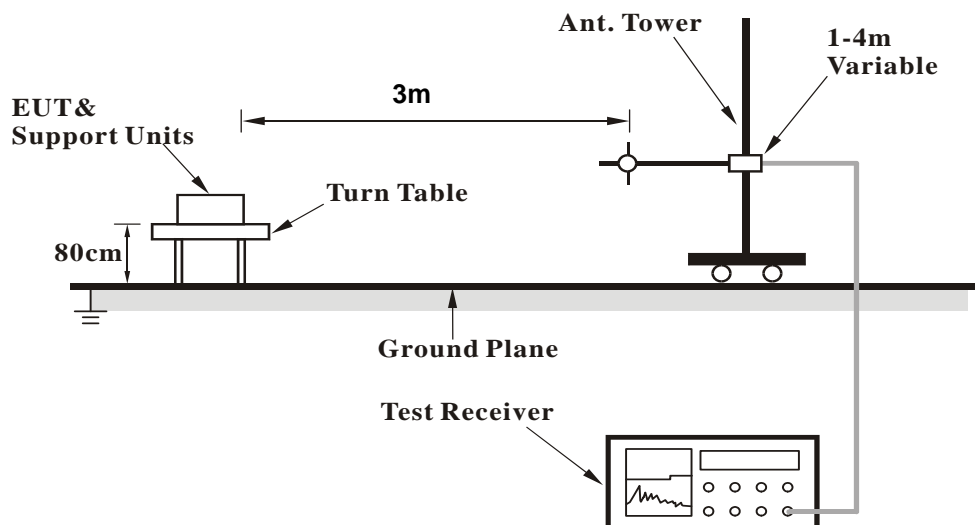 Ant. Tower
1-4m
Variable
3m
EUT&
Support Units
Turn Table
80cm
Ground Plane
Test Receiver